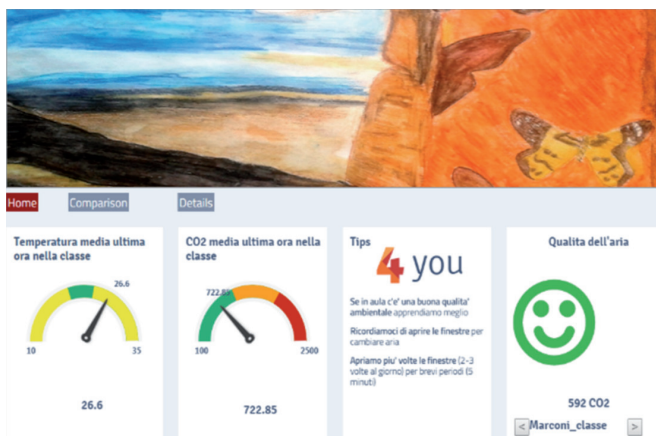 Home Comparison Details
Temperatura media ultima
ora nella classe
26.6
10 35
26.6
CO2 media ultima ora nella
classe
722.85
100 2500
722.85
Tips
4 you
Se in aula c'e' una buona qualita'
ambientale apprendiamo meglio
Ricordiamoci di aprire le finestre per
cambiare aria
Apriamo piu' volte le finestre (2-3
volte al giorno) per brevi periodi (5
minuti)
Qualita dell'aria
592 CO2
< Marconi_classe >